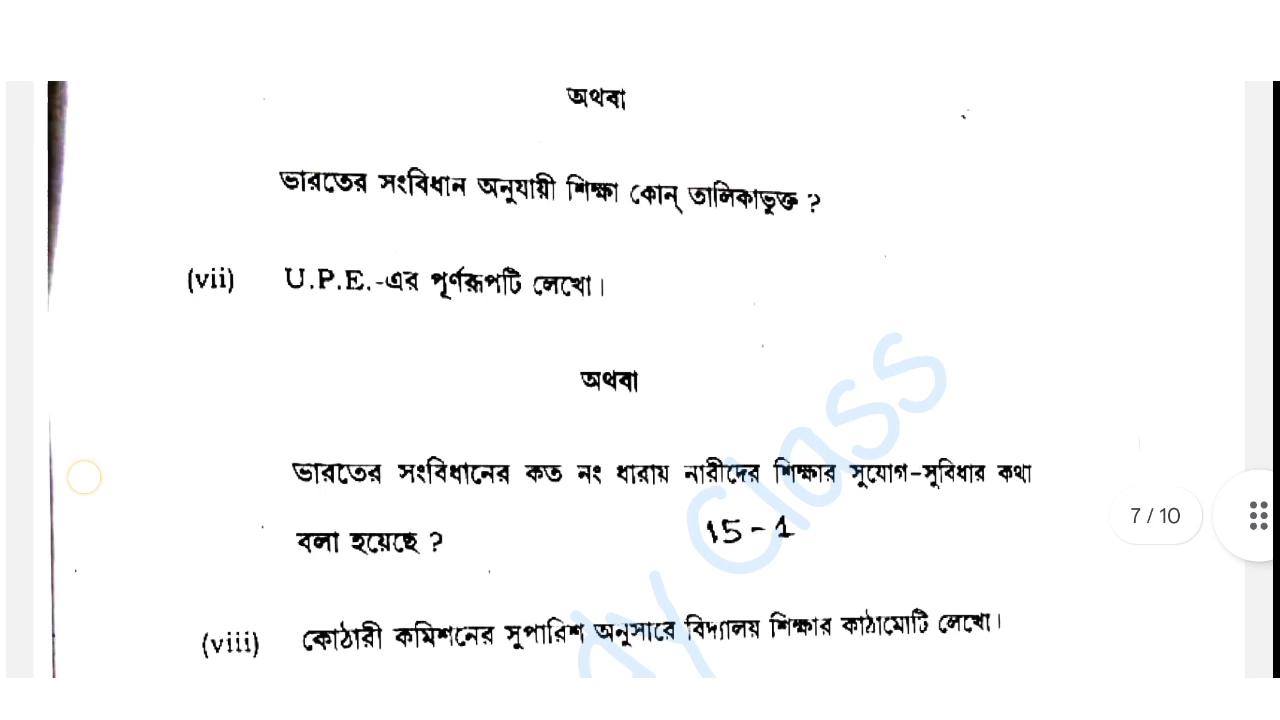 অথবা
ভারতের সংবিধান অনুযায়ী শিক্ষা কোন্ তালিকাভুক্ত ?
(vii) U.P.E.-এর পূর্ণরূপটি লেখো।
অথবা
ভারতের সংবিধানের কত নং ধারায় নারীদের শিক্ষার সুযোগ-সুবিধার কথা
বলা হয়েছে ? 15-1
7 / 10
(viii) কোঠারী কমিশনের সুপারিশ অনুসারে বিদ্যালয় শিক্ষার কাঠামোটি লেখো।
Class